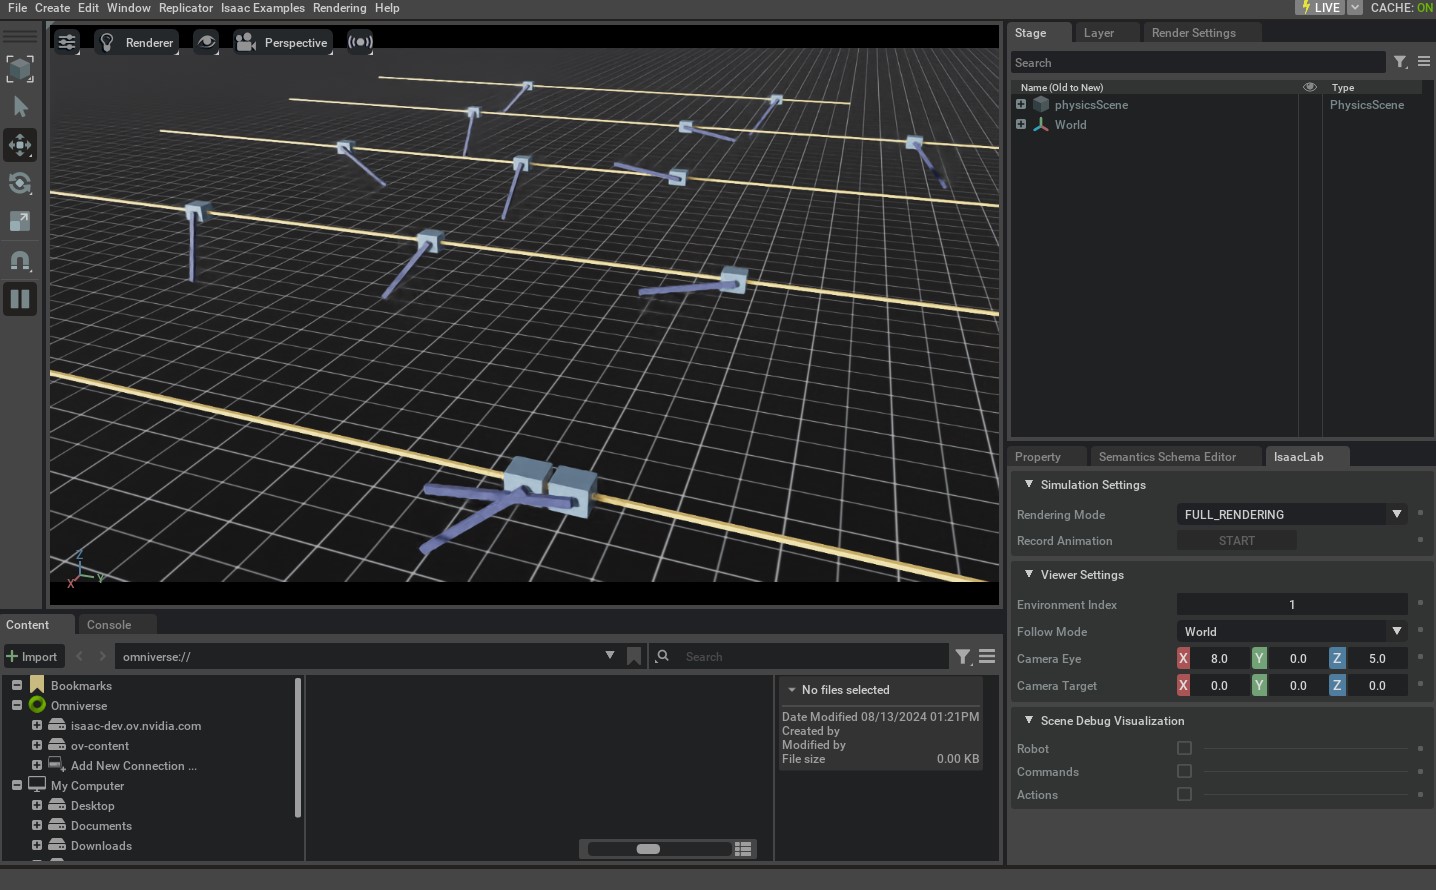 File Create Edit Window Replicator Isaac Examples Rendering Help
LIVE CACHE: ON
Renderer Perspective
Z
X Y
Stage Layer Render Settings
Search
Name (Old to New) Type
physicsScene PhysicsScene
World
Property Semantics Schema Editor IsaacLab
Simulation Settings
Rendering Mode FULL_RENDERING
Record Animation START
Viewer Settings
Environment Index 1
Follow Mode World
Camera Eye X 8.0 Y 0.0 Z 5.0
Camera Target X 0.0 Y 0.0 Z 0.0
Scene Debug Visualization
Robot
Commands
Actions
Content Console
Import omniverse:// Search
Bookmarks
Omniverse
isaac-dev.ov.nvidia.com
ov-content
Add New Connection ...
My Computer
Desktop
Documents
Downloads
No files selected
Date Modified 08/13/2024 01:21PM
Created by
Modified by
File size 0.00 KB